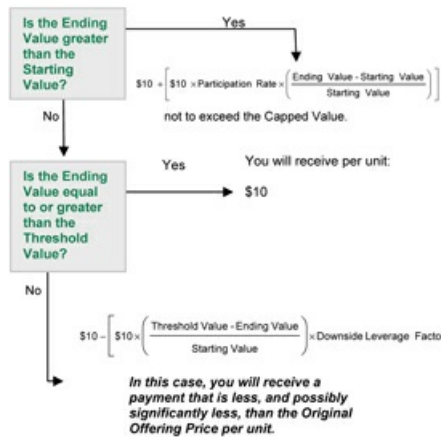 Is the Ending
Value greater
than the
Starting
Value?
Yes
$10 + [ $10 × Participation Rate × ( Ending Value - Starting Value
Starting Value ) ]
not to exceed the Capped Value.
No
Is the Ending
Value equal
to or greater
than the
Threshold
Value?
Yes
You will receive per unit:
$10
No
$10 − [ $10 × ( Threshold Value - Ending Value
Starting Value ) × Downside Leverage Facto
In this case, you will receive a
payment that is less, and possibly
significantly less, than the Original
Offering Price per unit.